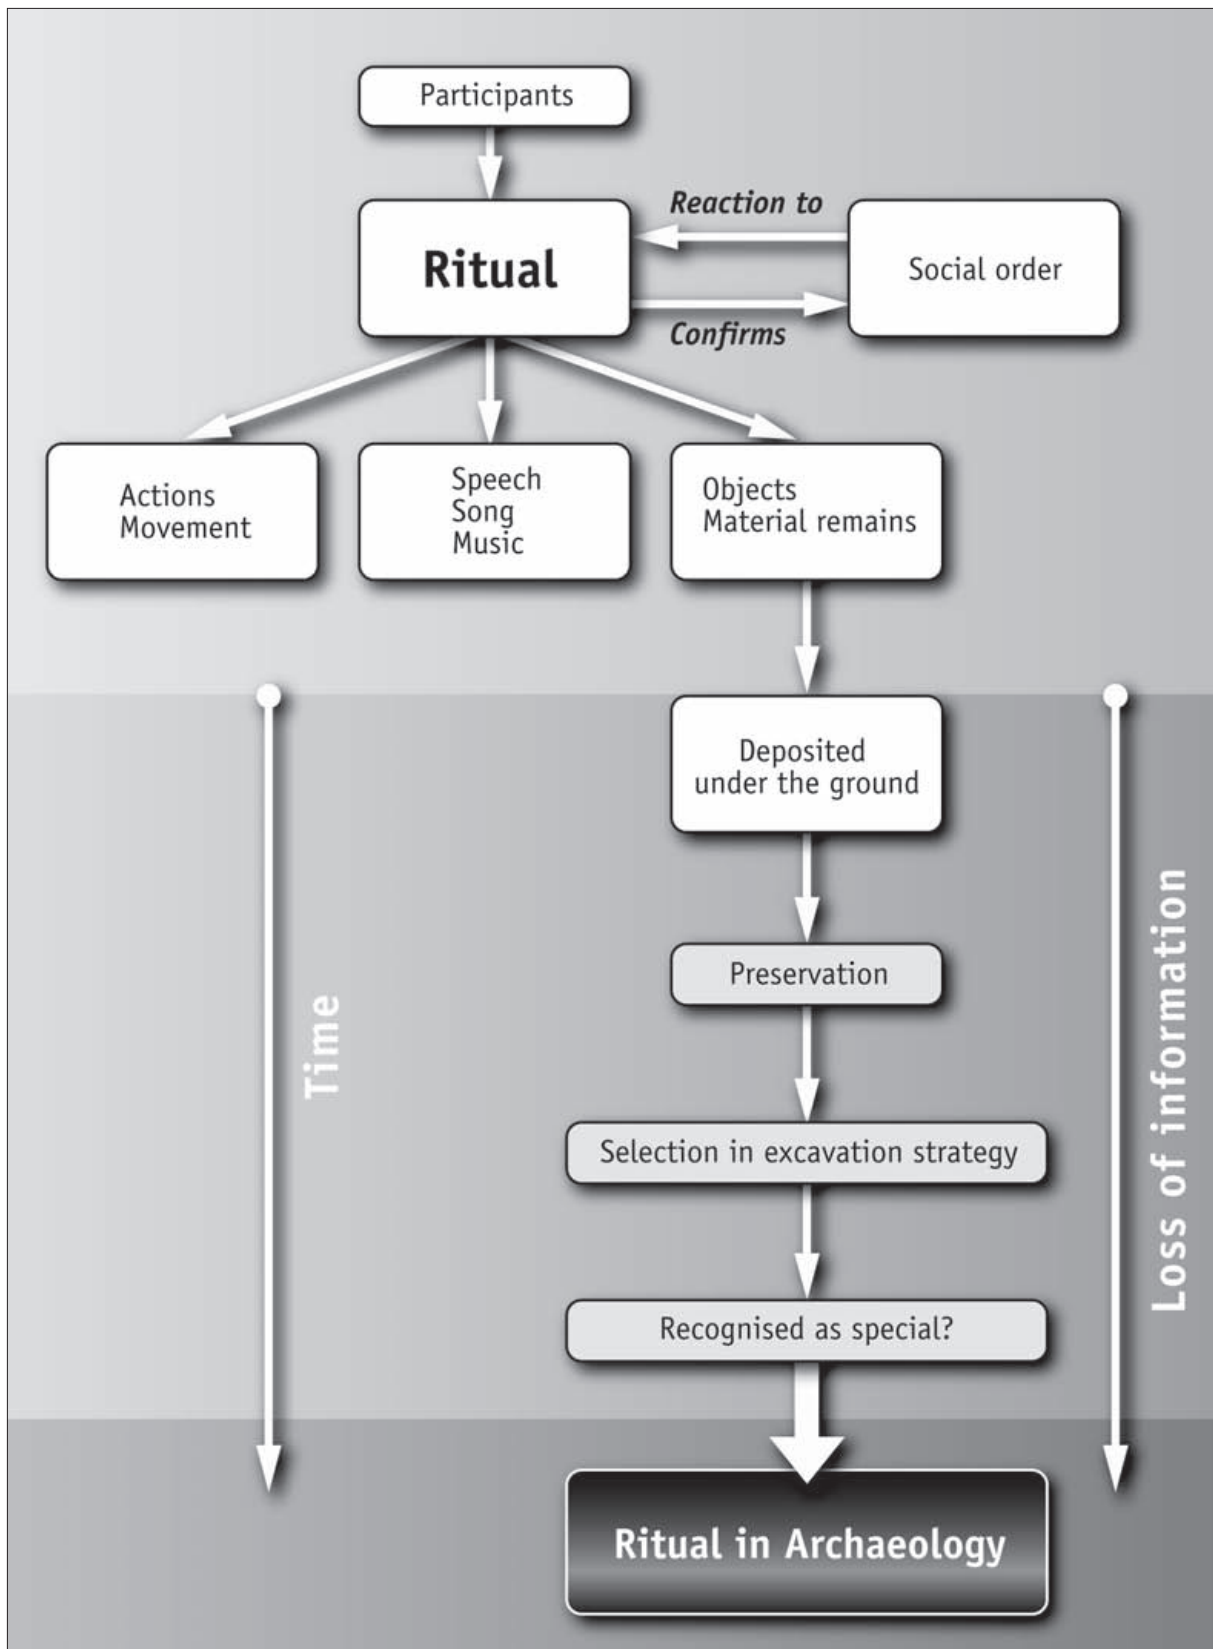 Participants
Reaction to
Ritual
Social order
Confirms
Actions
Movement
Speech
Song
Music
Objects
Material remains
Deposited
under the ground
Preservation
Time
Loss of information
Selection in excavation strategy
Recognised as special?
Ritual in Archaeology